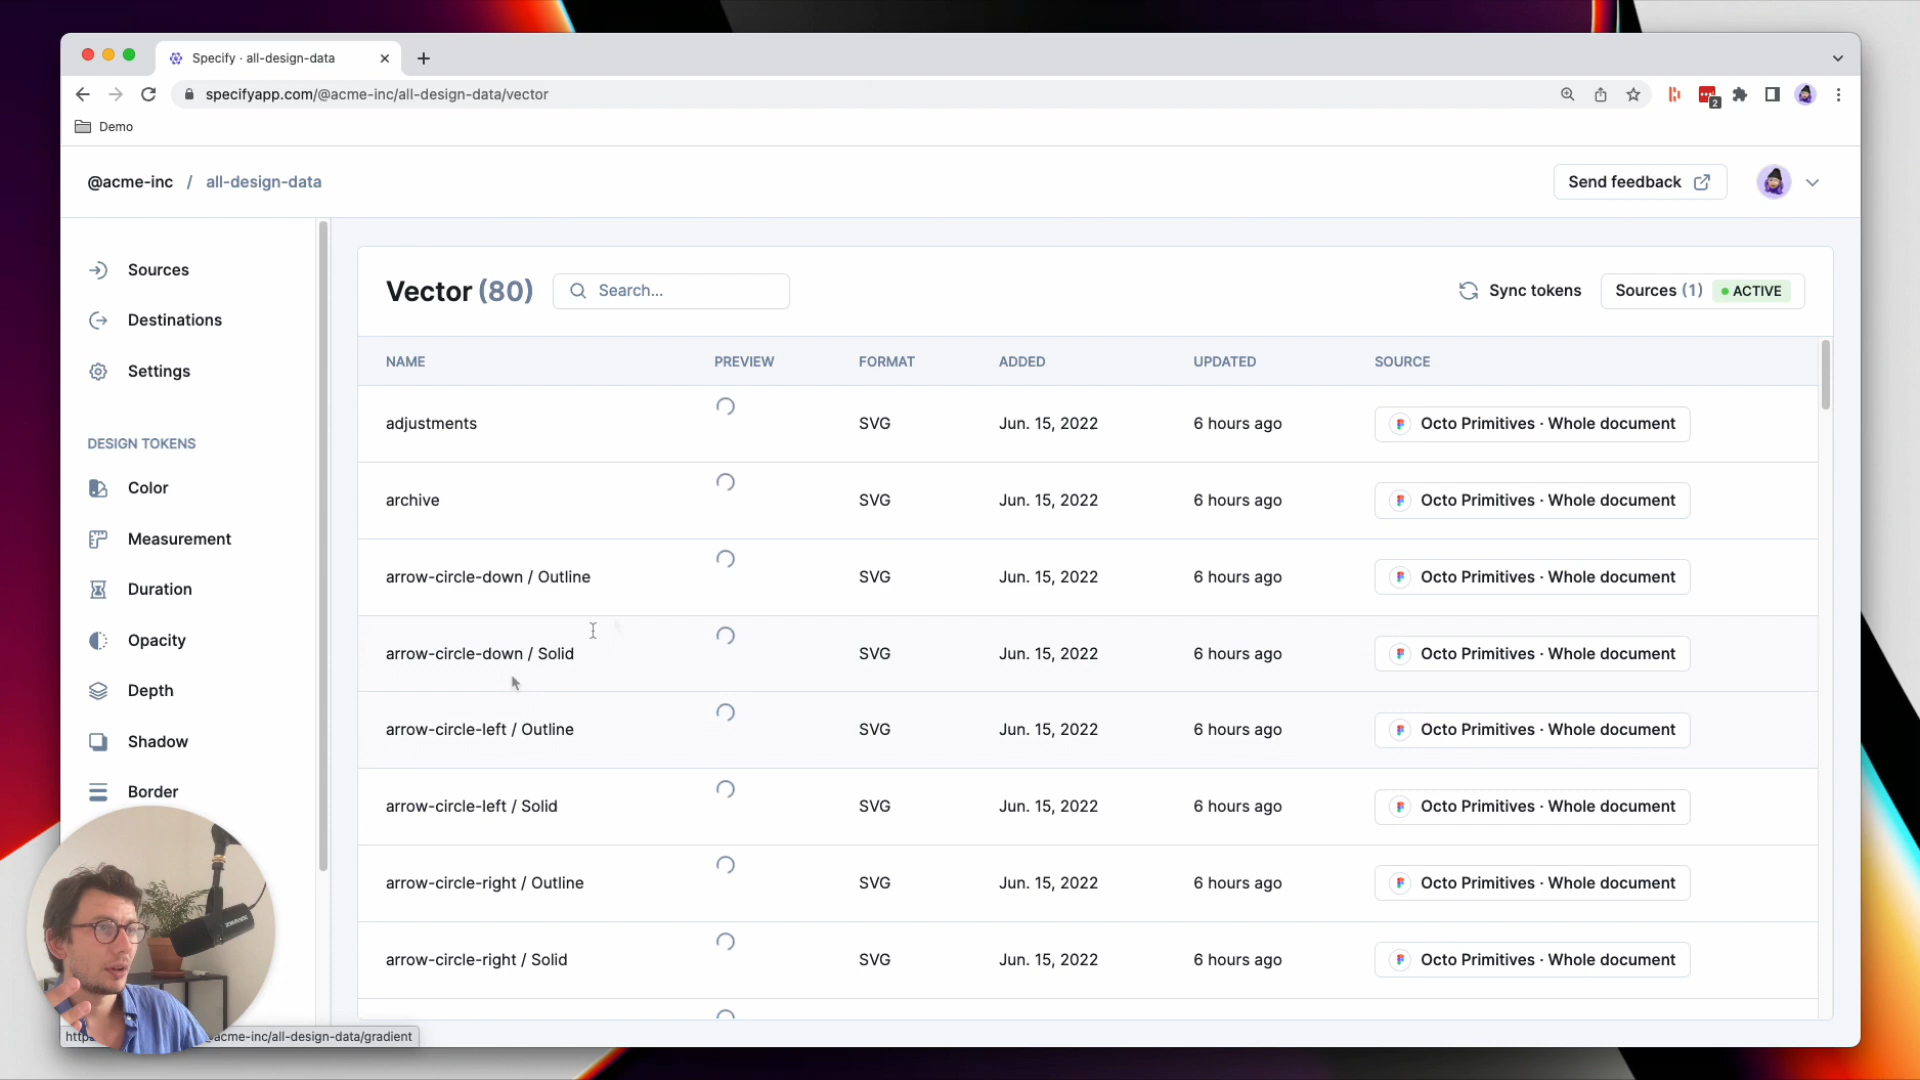 Specify · all-design-data
specifyapp.com/@acme-inc/all-design-data/vector
2
Demo
@acme-inc / all-design-data
Send feedback
Sources
Destinations
Settings
DESIGN TOKENS
Color
Measurement
Duration
Opacity
Depth
Shadow
Border
Vector (80)
Search...
Sync tokens
Sources (1) ACTIVE
NAME PREVIEW FORMAT ADDED UPDATED SOURCE
adjustments SVG Jun. 15, 2022 6 hours ago Octo Primitives · Whole document
archive SVG Jun. 15, 2022 6 hours ago Octo Primitives · Whole document
arrow-circle-down / Outline SVG Jun. 15, 2022 6 hours ago Octo Primitives · Whole document
arrow-circle-down / Solid SVG Jun. 15, 2022 6 hours ago Octo Primitives · Whole document
arrow-circle-left / Outline SVG Jun. 15, 2022 6 hours ago Octo Primitives · Whole document
arrow-circle-left / Solid SVG Jun. 15, 2022 6 hours ago Octo Primitives · Whole document
arrow-circle-right / Outline SVG Jun. 15, 2022 6 hours ago Octo Primitives · Whole document
arrow-circle-right / Solid SVG Jun. 15, 2022 6 hours ago Octo Primitives · Whole document
acme-inc/all-design-data/gradient